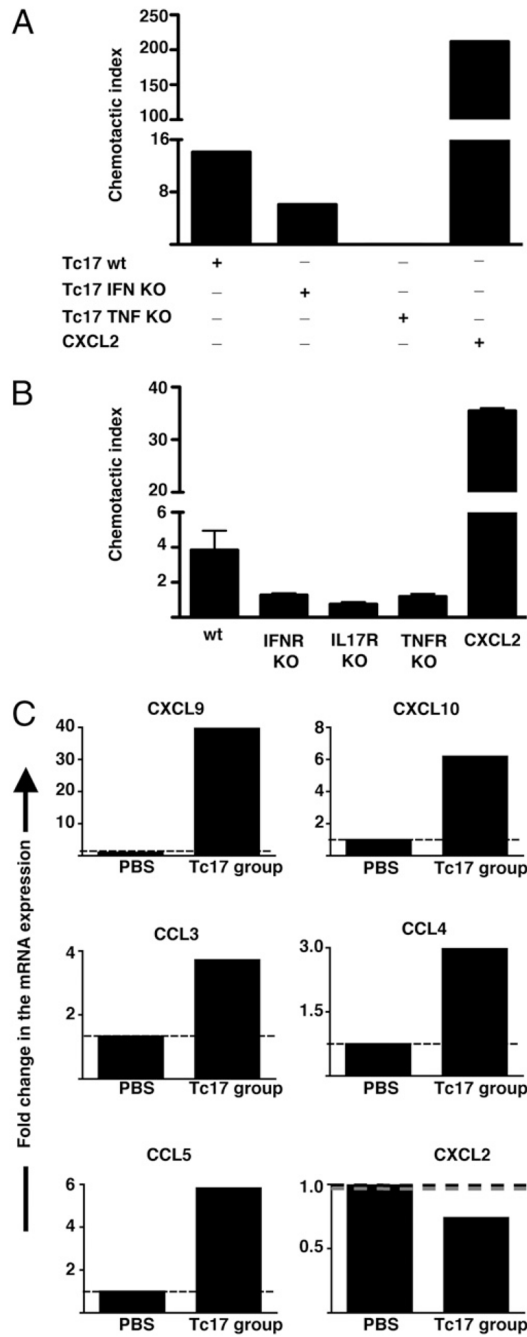 A
Chemotactic index
250
200
150
100
16
8
Tc17 wt + – – –
Tc17 IFN KO – + – –
Tc17 TNF KO – – + –
CXCL2 – – – +
B
Chemotactic index
40
30
20
6
4
2
wt
IFNR KO
IL17R KO
TNFR KO
CXCL2
C
Fold change in the mRNA expression
CXCL9
40
30
20
10
PBS Tc17 group
CXCL10
8
6
4
2
PBS Tc17 group
CCL3
4
2
PBS Tc17 group
CCL4
3.0
1.5
PBS Tc17 group
CCL5
6
4
2
PBS Tc17 group
CXCL2
1.0
0.5
PBS Tc17 group